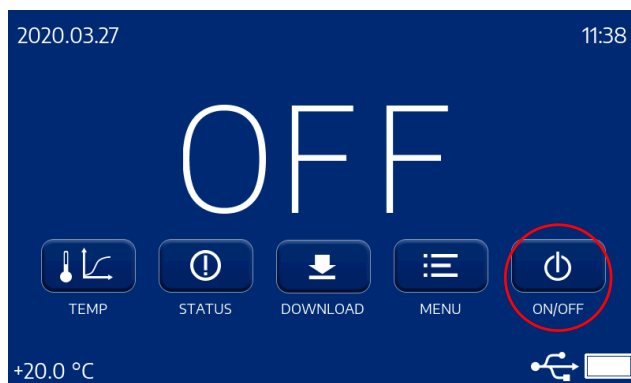 2020.03.27 11:38
OFF
TEMP STATUS DOWNLOAD MENU ON/OFF
+20.0 °C